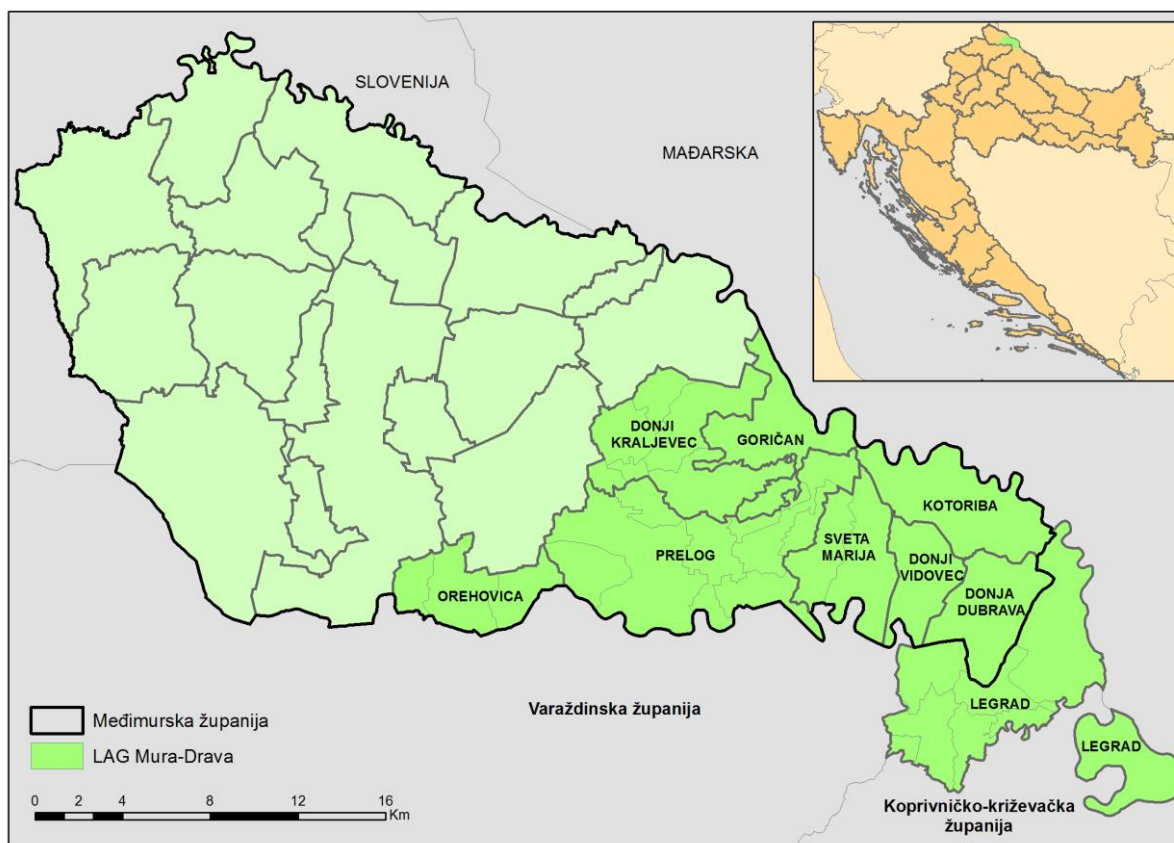 SLOVENIJA
MAĐARSKA
DONJI
KRALJEVEC
GORIČAN
KOTORIBA
PRELOG
SVETA
MARIJA
DONJI
VIDOVEC
OREHOVICA
DONJA
DUBRAVA
LEGRAD
LEGRAD
Varaždinska županija
Koprivničko-križevačka
županija
Međimurska županija
LAG Mura-Drava
0 2 4 8 12 16
Km